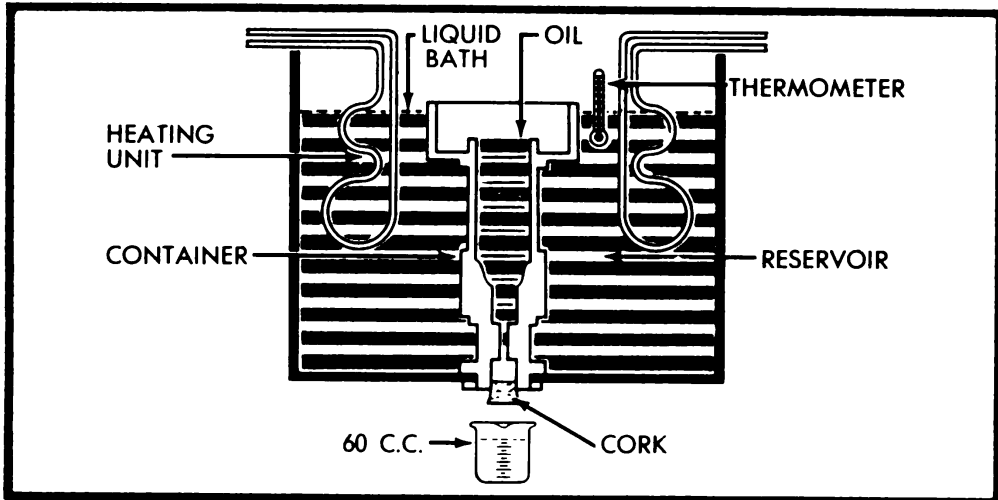 LIQUID
BATH
OIL
THERMOMETER
HEATING
UNIT
CONTAINER
RESERVOIR
60 C.C.
CORK